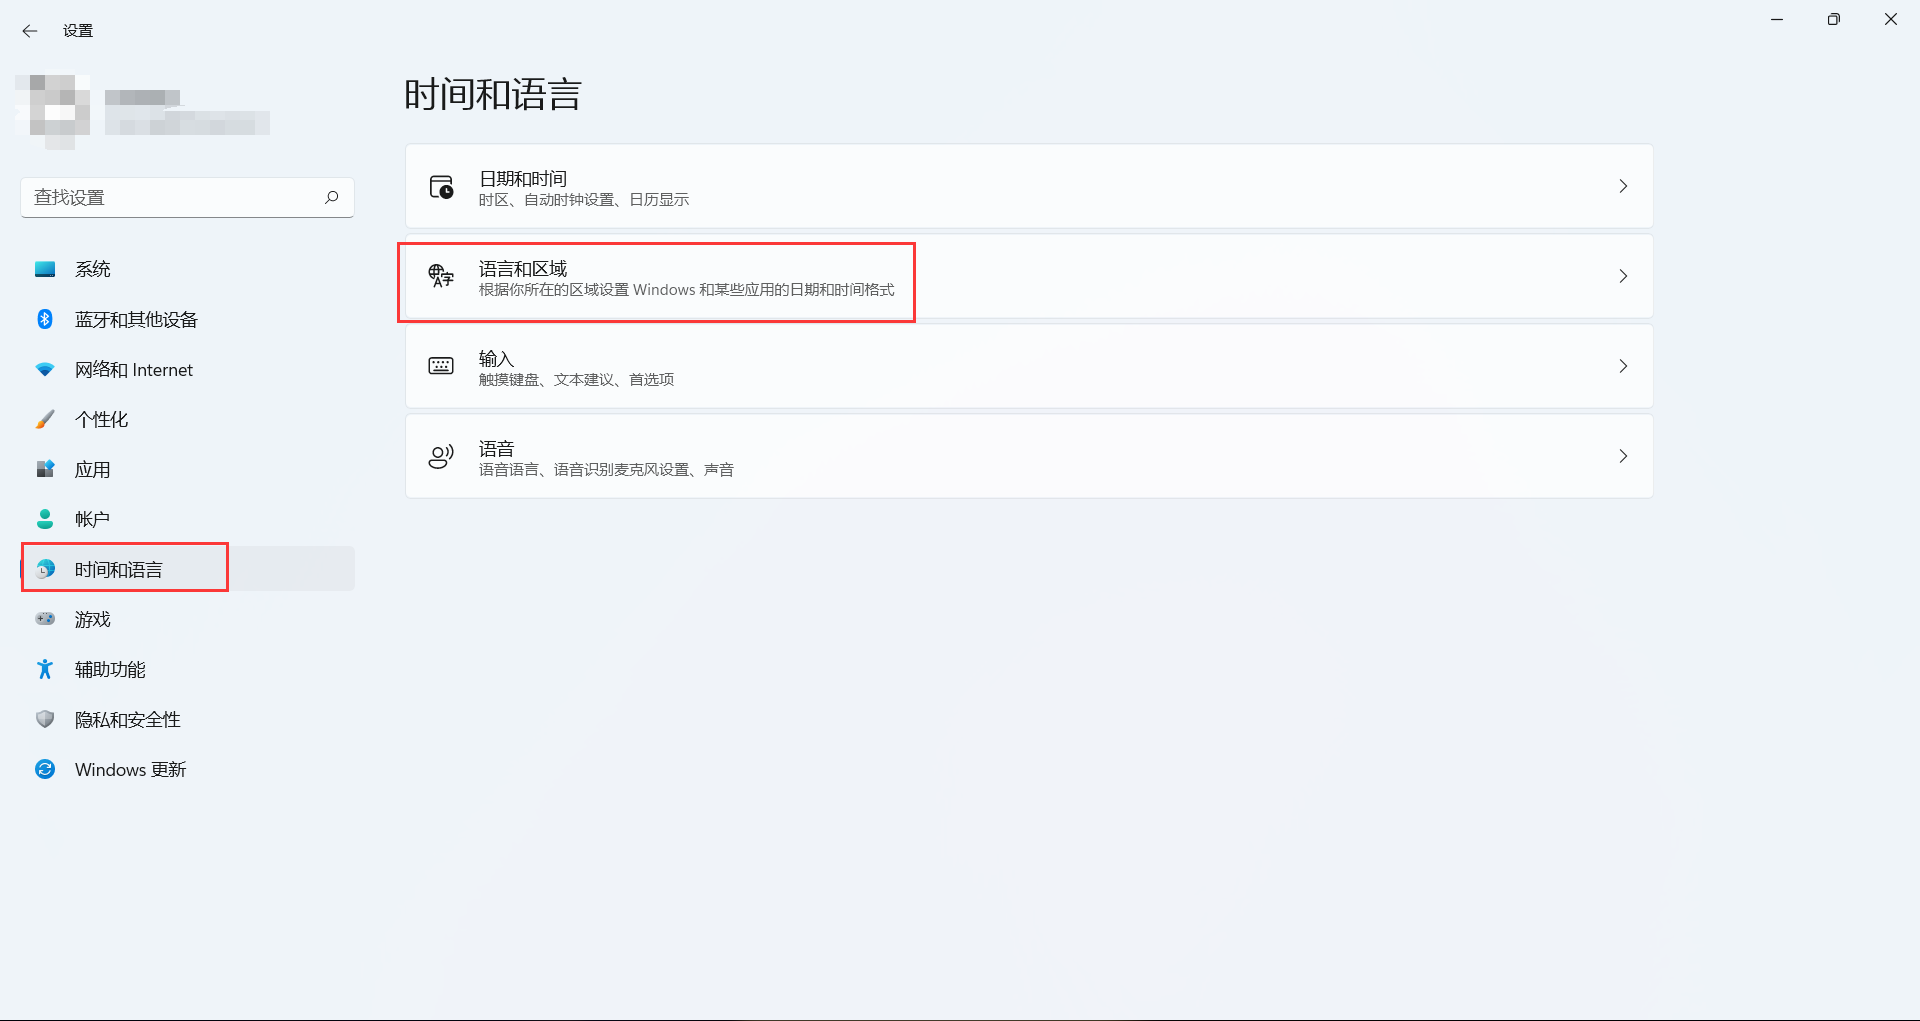 设置
查找设置
系统
蓝牙和其他设备
网络和 Internet
个性化
应用
帐户
时间和语言
游戏
辅助功能
隐私和安全性
Windows 更新
时间和语言
日期和时间
时区、自动时钟设置、日历显示
语言和区域
根据你所在的区域设置 Windows 和某些应用的日期和时间格式
输入
触摸键盘、文本建议、首选项
语音
语音语言、语音识别麦克风设置、声音